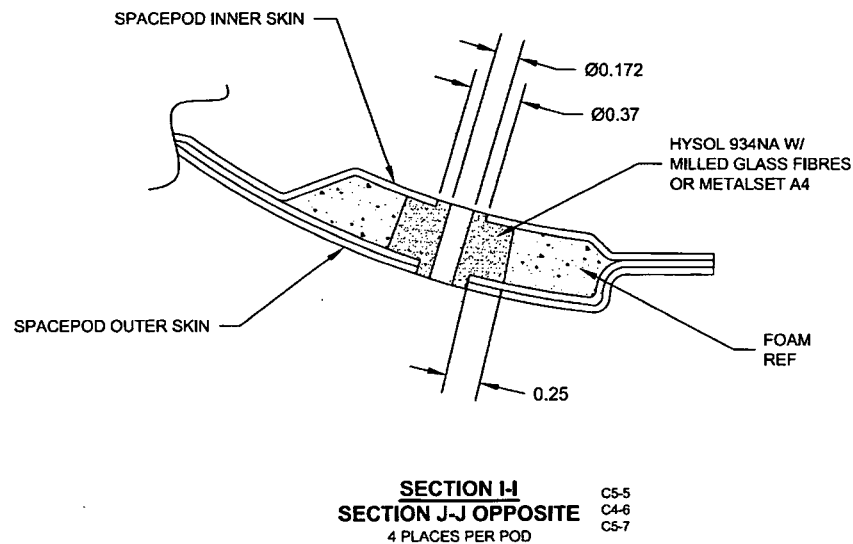 SPACEPOD INNER SKIN
Ø0.172
Ø0.37
HYSOL 934NA W/
MILLED GLASS FIBRES
OR METALSET A4
SPACEPOD OUTER SKIN
FOAM
REF
0.25
SECTION I-I
SECTION J-J OPPOSITE
4 PLACES PER POD
C5-5
C4-6
C5-7